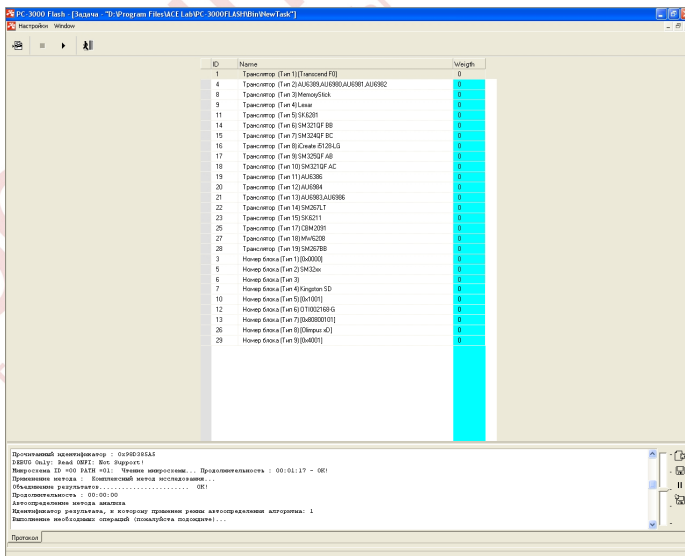 PC-3000 Flash - [Задача - "D:\Program Files\ACE Lab\PC-3000FLASH\Bin\NewTask"]
Настройки Window
ID Name Weigth
1 Транслятор (Тип 1) [Transcend F0] 0
4 Транслятор (Тип 2) AU6389,AU6980,AU6981,AU6982 0
8 Транслятор (Тип 3) MemoryStick 0
9 Транслятор (Тип 4) Lexar 0
11 Транслятор (Тип 5) SK6281 0
14 Транслятор (Тип 6) SM321QF BB 0
15 Транслятор (Тип 7) SM324QF BC 0
16 Транслятор (Тип 8) iCreate i5128-LG 0
17 Транслятор (Тип 9) SM325QF AB 0
18 Транслятор (Тип 10) SM321QF AC 0
19 Транслятор (Тип 11) AU6386 0
20 Транслятор (Тип 12) AU6984 0
21 Транслятор (Тип 13) AU6983,AU6986 0
22 Транслятор (Тип 14) SM267LT 0
23 Транслятор (Тип 15) SK6211 0
25 Транслятор (Тип 17) CBM2091 0
27 Транслятор (Тип 18) MW6208 0
28 Транслятор (Тип 19) SM267BB 0
3 Номер блока (Тип 1) [0x0000] 0
5 Номер блока (Тип 2) SM32xx 0
6 Номер блока (Тип 3) 0
7 Номер блока (Тип 4) Kingston SD 0
10 Номер блока (Тип 5) [0x1001] 0
12 Номер блока (Тип 6) OTI002168-G 0
13 Номер блока (Тип 7) [0x80800101] 0
26 Номер блока (Тип 8) [Olimpus xD] 0
29 Номер блока (Тип 9) [0x4001] 0
Прочитанный идентификатор : 0x98D385A5
DEBUG Only: Read ONFI: Not Support!
Микросхема ID =00 PATH =01: Чтение микросхемы... Продолжительность : 00:01:17 - OK!
Применение метода : Комплексный метод исследования...
Объединение результатов........................ OK!
Продолжительность : 00:00:00
Автоопределение метода анализа
Идентификатор результата, к которому применен режим автоопределения алгоритма: 1
Выполнение необходимых операций (пожалуйста подождите)...
Протокол